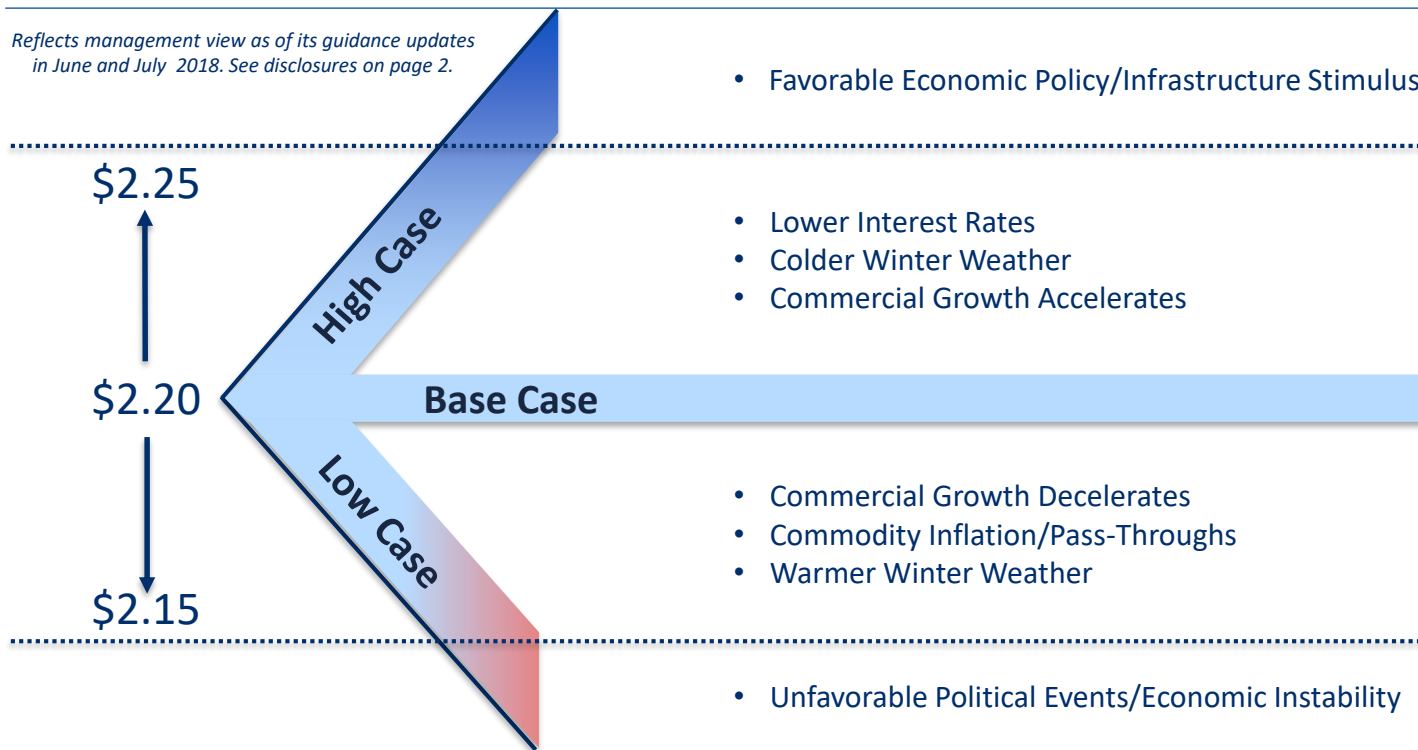 Reflects management view as of its guidance updates
in June and July 2018. See disclosures on page 2.
• Favorable Economic Policy/Infrastructure Stimulus
$2.25
High Case
• Lower Interest Rates
• Colder Winter Weather
• Commercial Growth Accelerates
$2.20
Base Case
Low Case
• Commercial Growth Decelerates
• Commodity Inflation/Pass-Throughs
• Warmer Winter Weather
$2.15
• Unfavorable Political Events/Economic Instability